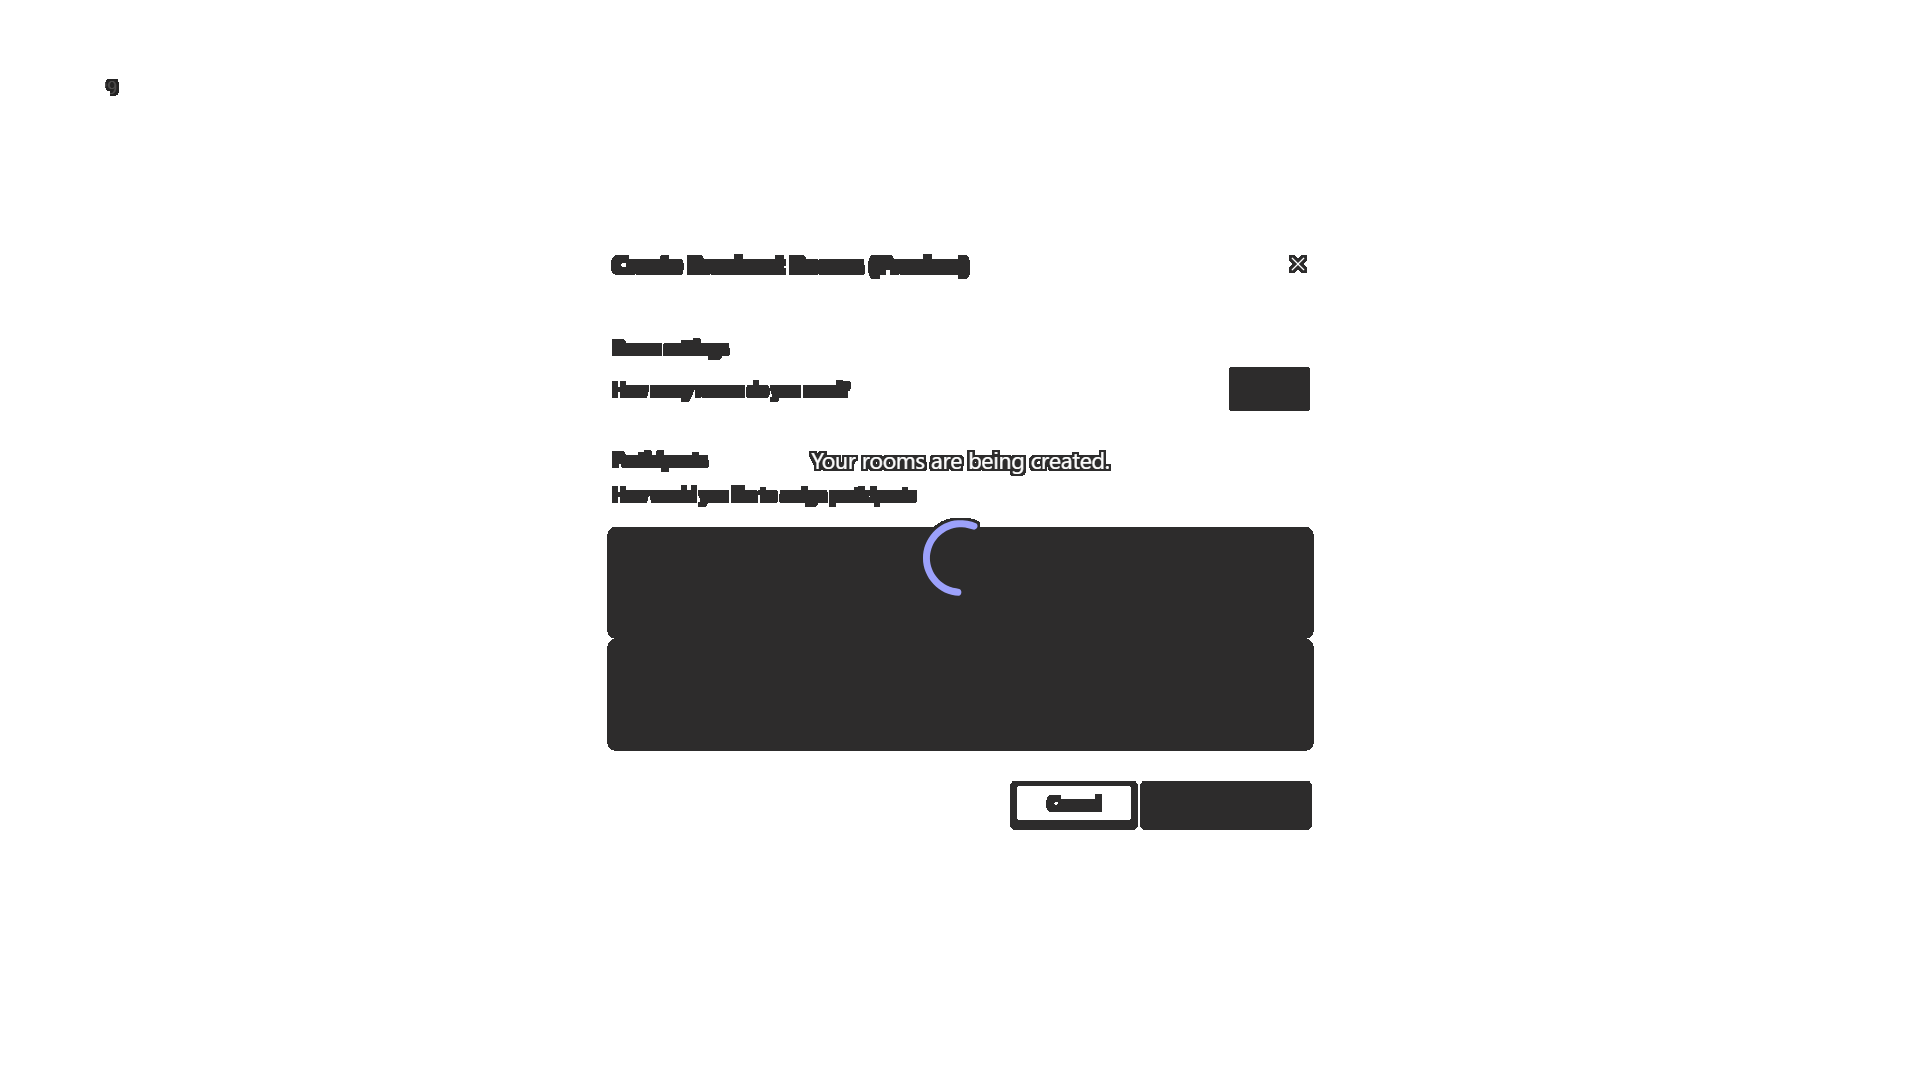 Create Breakout Rooms (Preview)
Room settings
How many rooms do you need?
Participants
Your rooms are being created.
How would you like to assign participants
Cancel